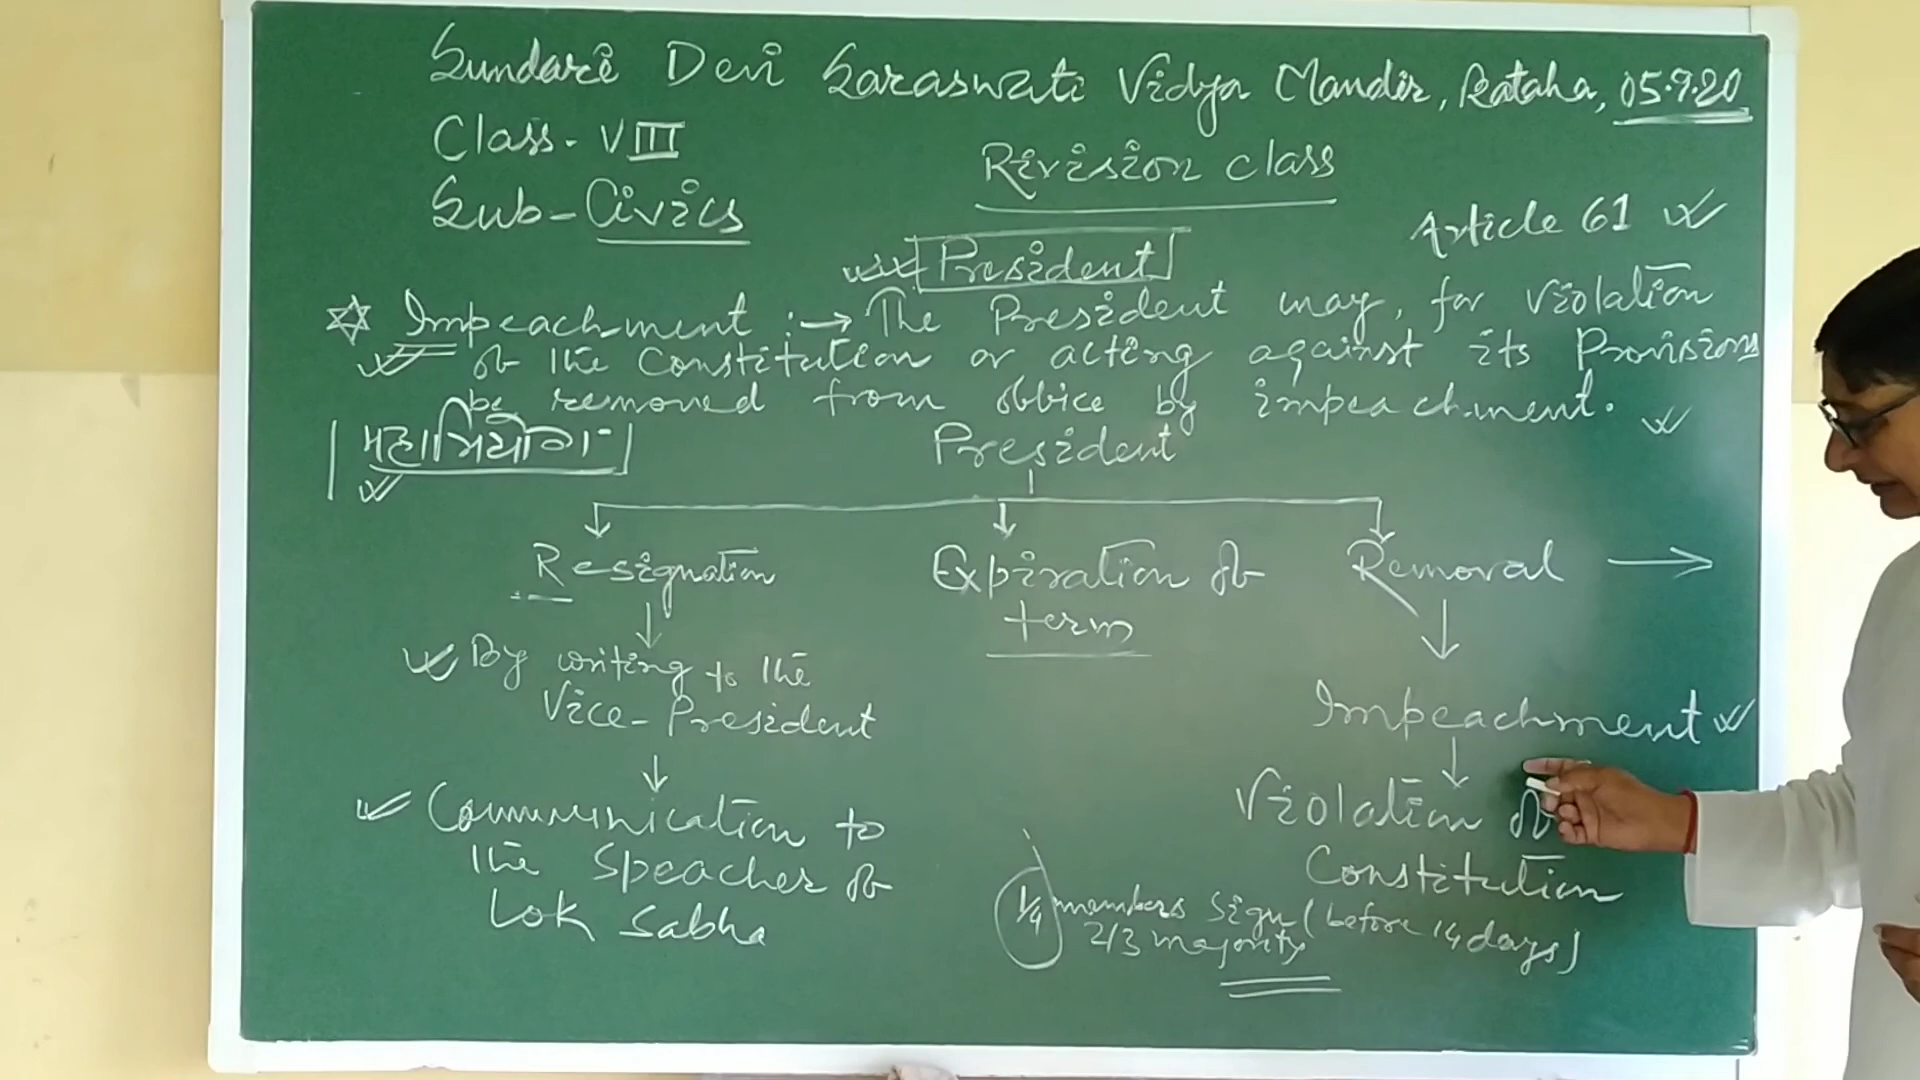 Sundari Devi Saraswati Vidya Mandir, Rataha, 05.9.20
Class - VIII
Sub - Civics
Rivision class
Article 61
President
Impeachment :→ The President may, for violation
of the Constitution or acting against its Provisions
be removed from office by impeachment.
महाभियोग
President
Resignation Expiration of Removal →
term
By writing to the
Vice-President
Impeachment
Communication to
the Speacher of
Lok Sabha
Violation of
Constitution
1/4 members sign (before 14 days)
2/3 majority